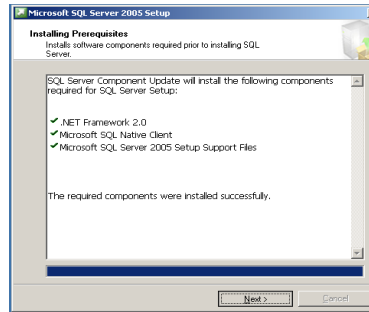 Microsoft SQL Server 2005 Setup
Installing Prerequisites
Installs software components required prior to installing SQL
Server.
SQL Server Component Update will install the following components
required for SQL Server Setup:
.NET Framework 2.0
Microsoft SQL Native Client
Microsoft SQL Server 2005 Setup Support Files
The required components were installed successfully.
Next >
Cancel